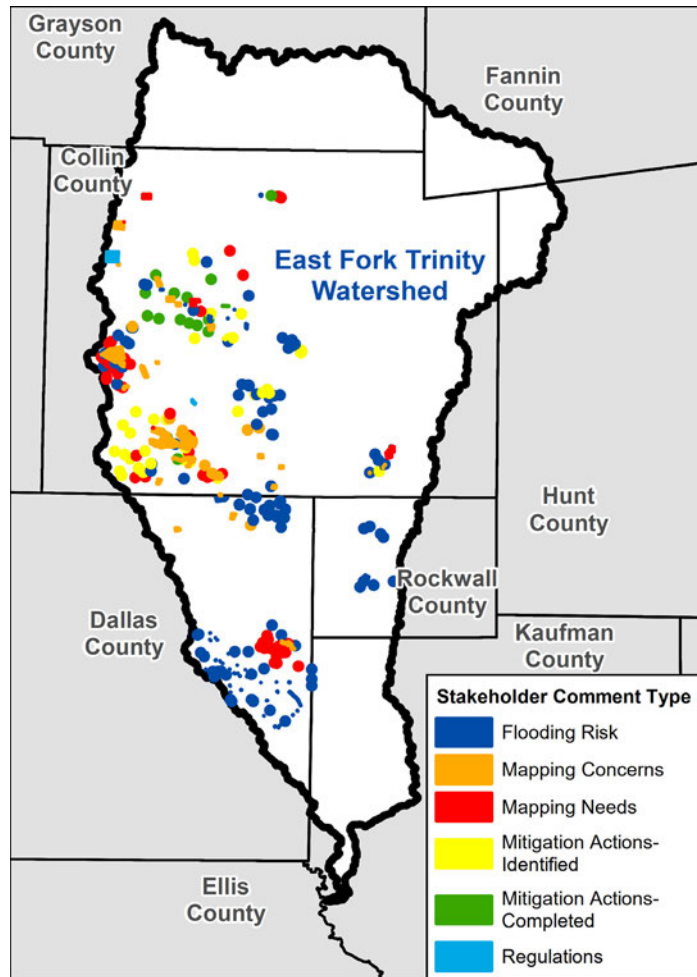 Grayson
County
Fannin
County
Collin
County
East Fork Trinity
Watershed
Hunt
County
Rockwall
County
Dallas
County
Kaufman
County
Ellis
County
Stakeholder Comment Type
Flooding Risk
Mapping Concerns
Mapping Needs
Mitigation Actions-
Identified
Mitigation Actions-
Completed
Regulations